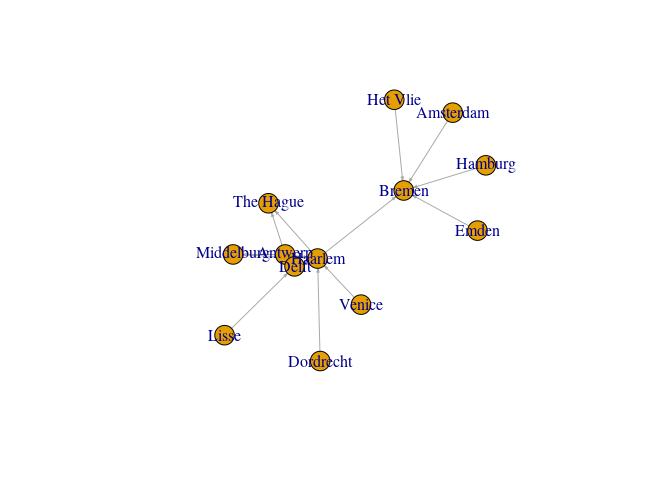 Het Vlie
Amsterdam
Hamburg
Bremen
The Hague
Emden
Middelburg
Antwerp
Haarlem
Delft
Venice
Lisse
Dordrecht